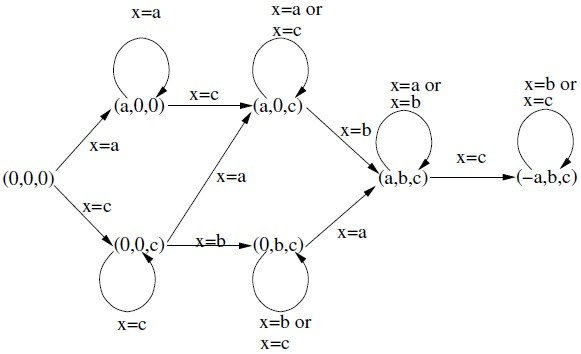 x=a
x=a or
x=c
x=a or
x=b
x=b or
x=c
(a,0,0)
x=c
(a,0,c)
x=b
x=a
x=c
(0,0,0)
x=a
(a,b,c)
(−a,b,c)
x=c
(0,0,c)
x=b
(0,b,c)
x=a
x=c
x=b or
x=c